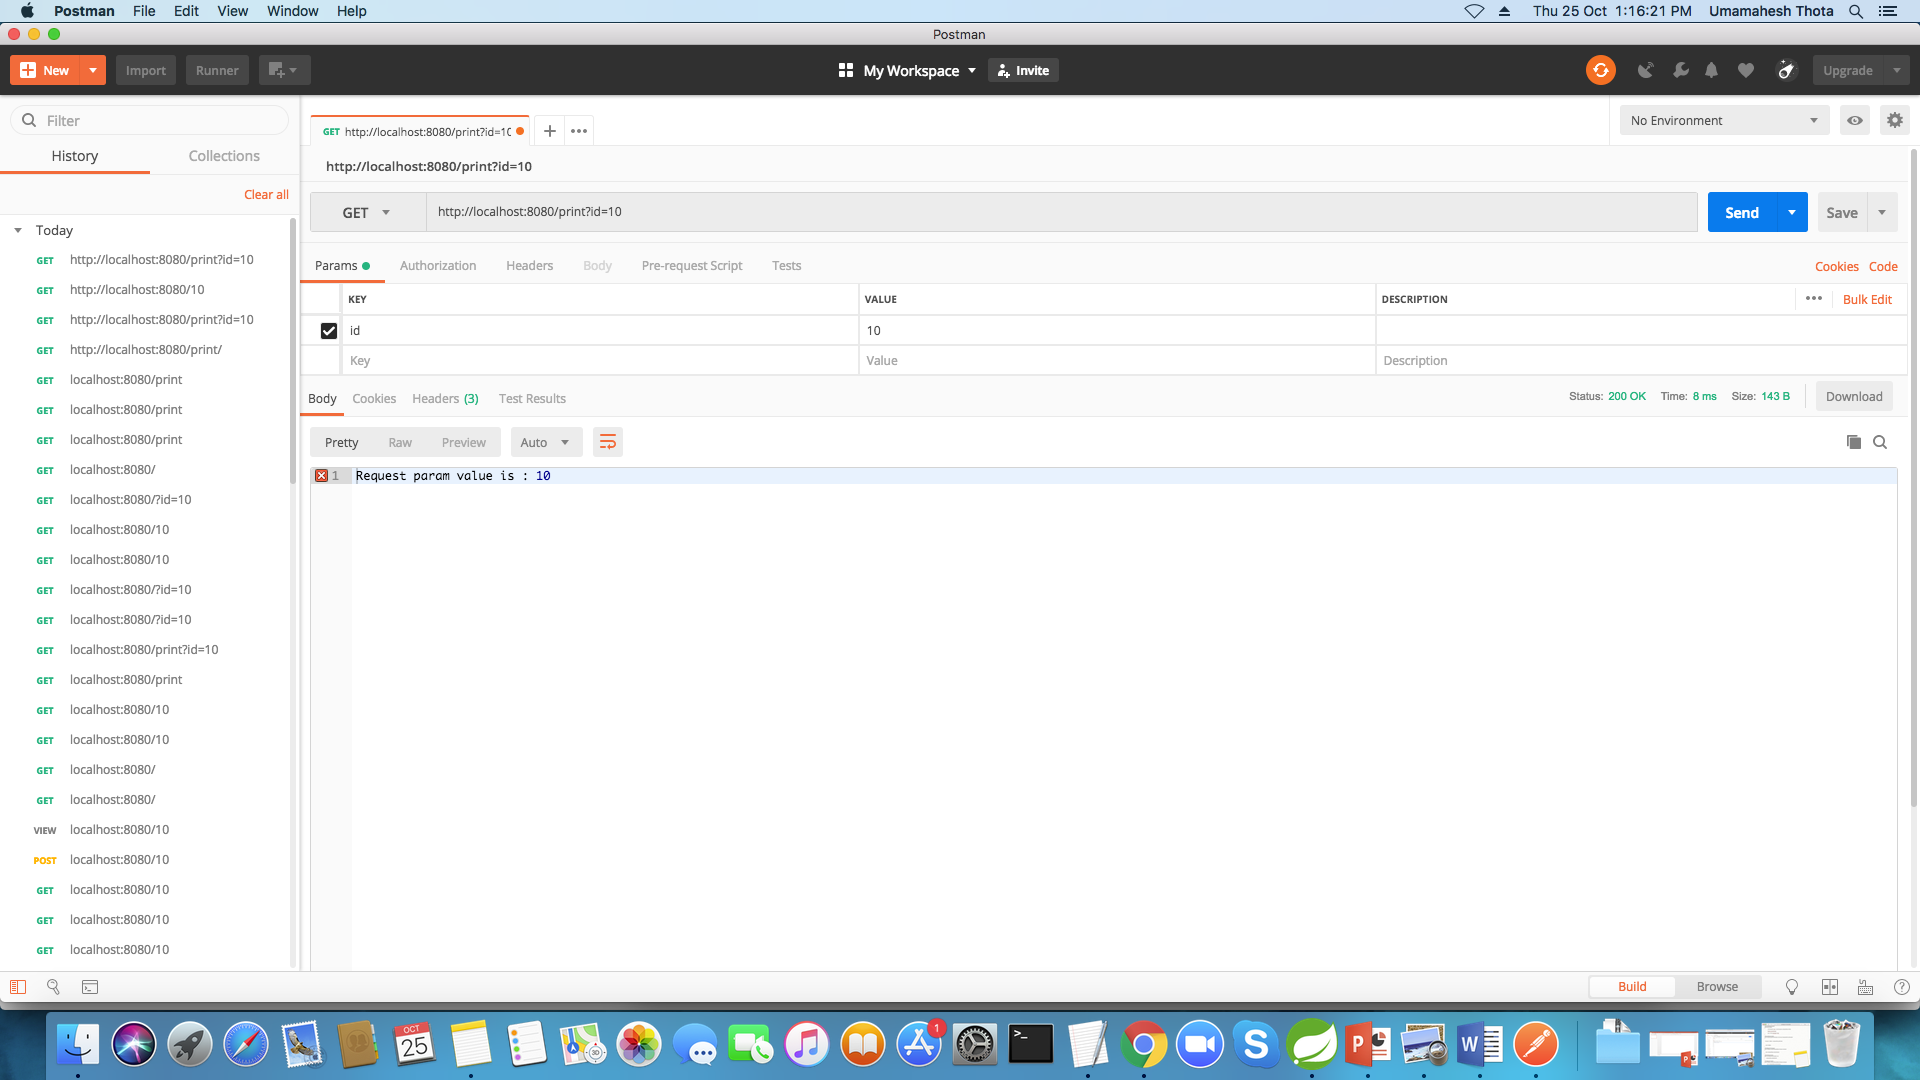 Postman File Edit View Window Help Thu 25 Oct 1:16:21 PM Umamahesh Thota
Postman
New Import Runner My Workspace Invite Upgrade
Filter
History Collections
Clear all
Today
GET http://localhost:8080/print?id=10
GET http://localhost:8080/10
GET http://localhost:8080/print?id=10
GET http://localhost:8080/print/
GET localhost:8080/print
GET localhost:8080/print
GET localhost:8080/print
GET localhost:8080/
GET localhost:8080/?id=10
GET localhost:8080/10
GET localhost:8080/10
GET localhost:8080/?id=10
GET localhost:8080/?id=10
GET localhost:8080/print?id=10
GET localhost:8080/print
GET localhost:8080/10
GET localhost:8080/10
GET localhost:8080/
GET localhost:8080/
VIEW localhost:8080/10
POST localhost:8080/10
GET localhost:8080/10
GET localhost:8080/10
GET localhost:8080/10
GET http://localhost:8080/print?id=10
No Environment
http://localhost:8080/print?id=10
GET http://localhost:8080/print?id=10 Send Save
Params Authorization Headers Body Pre-request Script Tests Cookies Code
KEY VALUE DESCRIPTION Bulk Edit
id 10
Key Value Description
Body Cookies Headers (3) Test Results Status: 200 OK Time: 8 ms Size: 143 B Download
Pretty Raw Preview Auto
1 Request param value is : 10
Build Browse
OCT
25
3D
1
>_
S
P
W